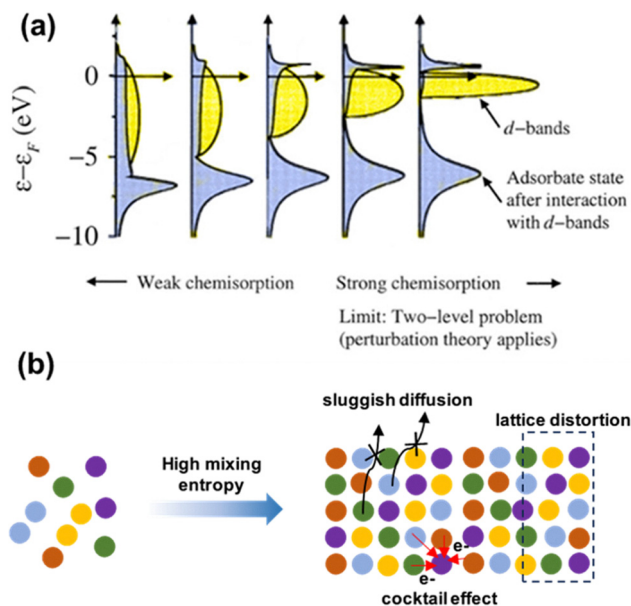 (a)
0
−5
−10
ε−ε_F (eV)
d−bands
Adsorbate state
after interaction
with d−bands
Weak chemisorption
Strong chemisorption
Limit: Two−level problem
(perturbation theory applies)
(b)
sluggish diffusion
lattice distortion
High mixing
entropy
e-
e-
cocktail effect